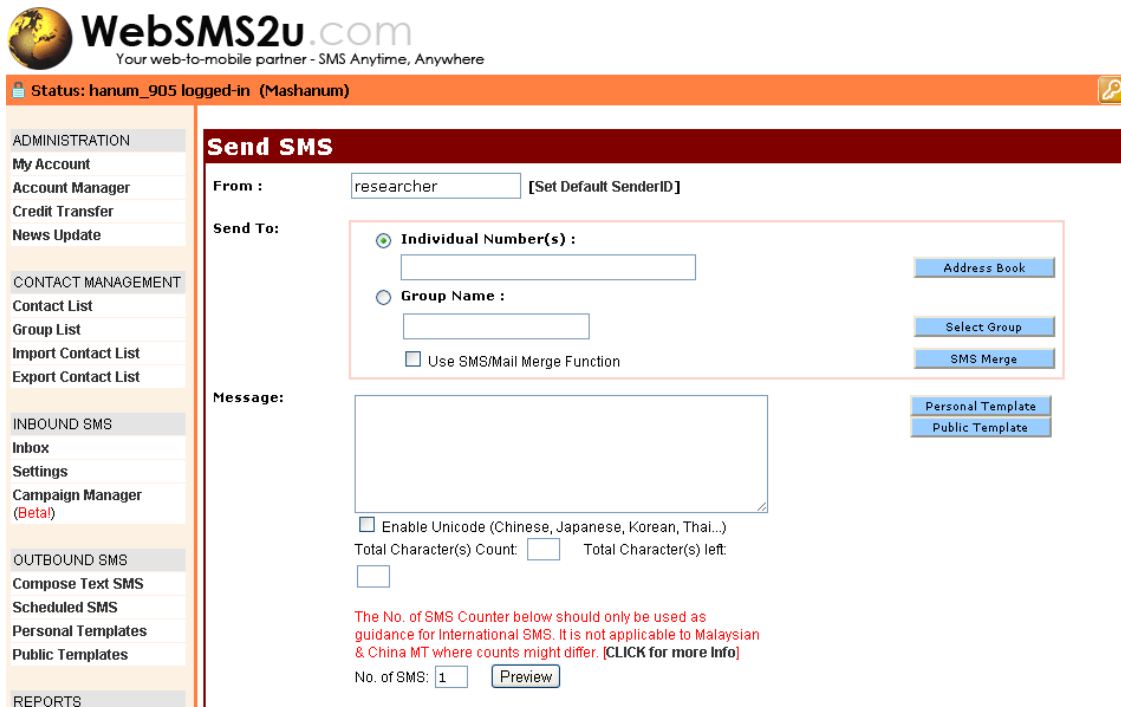 WebSMS2u.com
Your web-to-mobile partner - SMS Anytime, Anywhere
Status: hanum_905 logged-in (Mashanum)
ADMINISTRATION
My Account
Account Manager
Credit Transfer
News Update
CONTACT MANAGEMENT
Contact List
Group List
Import Contact List
Export Contact List
INBOUND SMS
Inbox
Settings
Campaign Manager
(Beta!)
OUTBOUND SMS
Compose Text SMS
Scheduled SMS
Personal Templates
Public Templates
REPORTS
Send SMS
From : researcher [Set Default SenderID]
Send To:
Individual Number(s) :
Address Book
Group Name :
Select Group
Use SMS/Mail Merge Function
SMS Merge
Message:
Personal Template
Public Template
Enable Unicode (Chinese, Japanese, Korean, Thai...)
Total Character(s) Count: Total Character(s) left:
The No. of SMS Counter below should only be used as
guidance for International SMS. It is not applicable to Malaysian
& China MT where counts might differ. [CLICK for more Info]
No. of SMS: 1 Preview